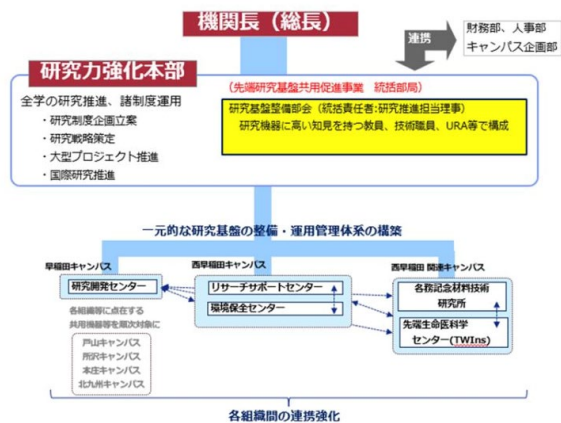 機関長（総長）
連携
財務部、人事部
キャンパス企画部
研究力強化本部
全学の研究推進、諸制度運用
・研究制度企画立案
・研究戦略策定
・大型プロジェクト推進
・国際研究推進
（先端研究基盤共用促進事業　統括部局）
研究基盤整備部会（統括責任者:研究推進担当理事）
研究機器に高い知見を持つ教員、技術職員、URA等で構成
一元的な研究基盤の整備・運用管理体系の構築
早稲田キャンパス
研究開発センター
各組織等に点在する
共用機器等を順次対象に
戸山キャンパス
所沢キャンパス
本庄キャンパス
北九州キャンパス
西早稲田キャンパス
リサーチサポートセンター
環境保全センター
西早稲田 関連キャンパス
各務記念材料技術
研究所
先端生命医科学
センター(TWIns)
各組織間の連携強化